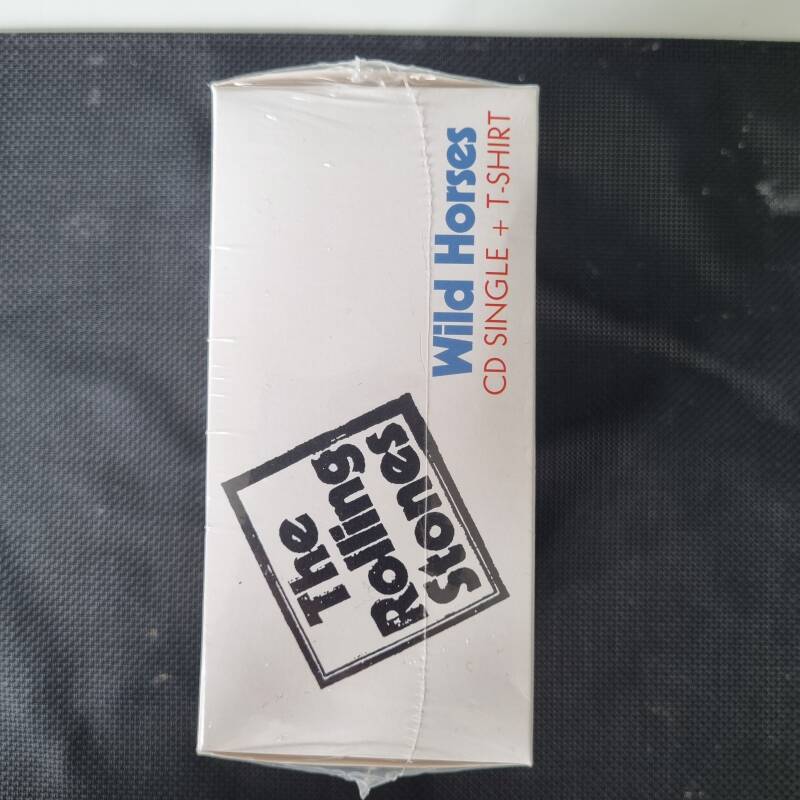 The
Rolling
Stones
Wild Horses
CD SINGLE + T-SHIRT